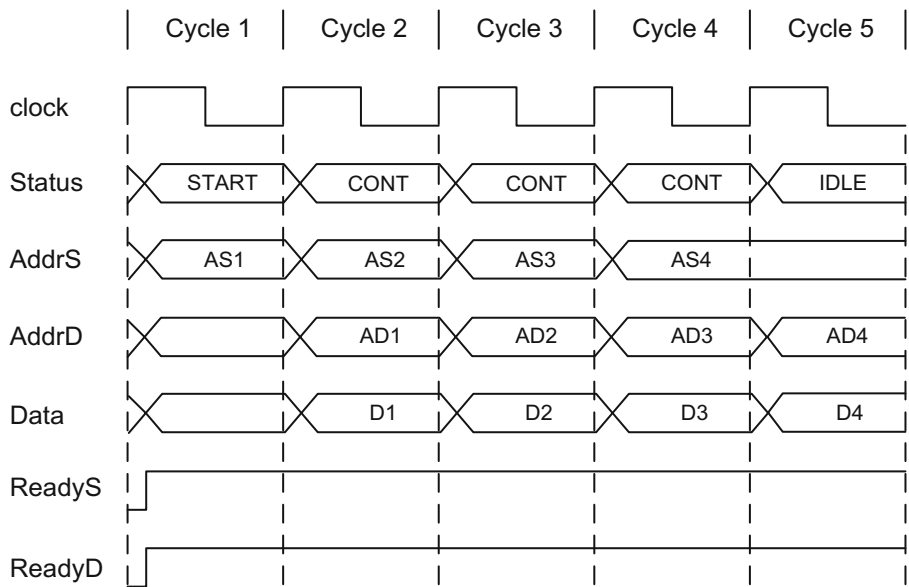 Cycle 1 Cycle 2 Cycle 3 Cycle 4 Cycle 5
clock
Status START CONT CONT CONT IDLE
AddrS AS1 AS2 AS3 AS4
AddrD AD1 AD2 AD3 AD4
Data D1 D2 D3 D4
ReadyS
ReadyD